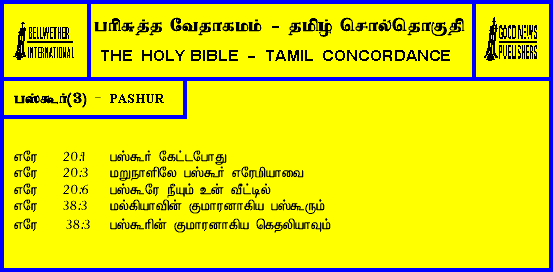 BELLWETHER
INTERNATIONAL
பரிசுத்த வேதாகமம் - தமிழ் சொல்தொகுதி
THE HOLY BIBLE - TAMIL CONCORDANCE
GOOD NEWS
PUBLISHERS
பஸ்கூர்(3) - PASHUR
எரே 20:1 பஸ்கூர் கேட்டபோது
எரே 20:3 மறுநாளிலே பஸ்கூர் எரேமியாவை
எரே 20:6 பஸ்கூரே நீயும் உன் வீட்டில்
எரே 38:3 மல்கியாவின் குமாரனாகிய பஸ்கூரும்
எரே 38:3 பஸ்கூரின் குமாரனாகிய கெதலியாவும்